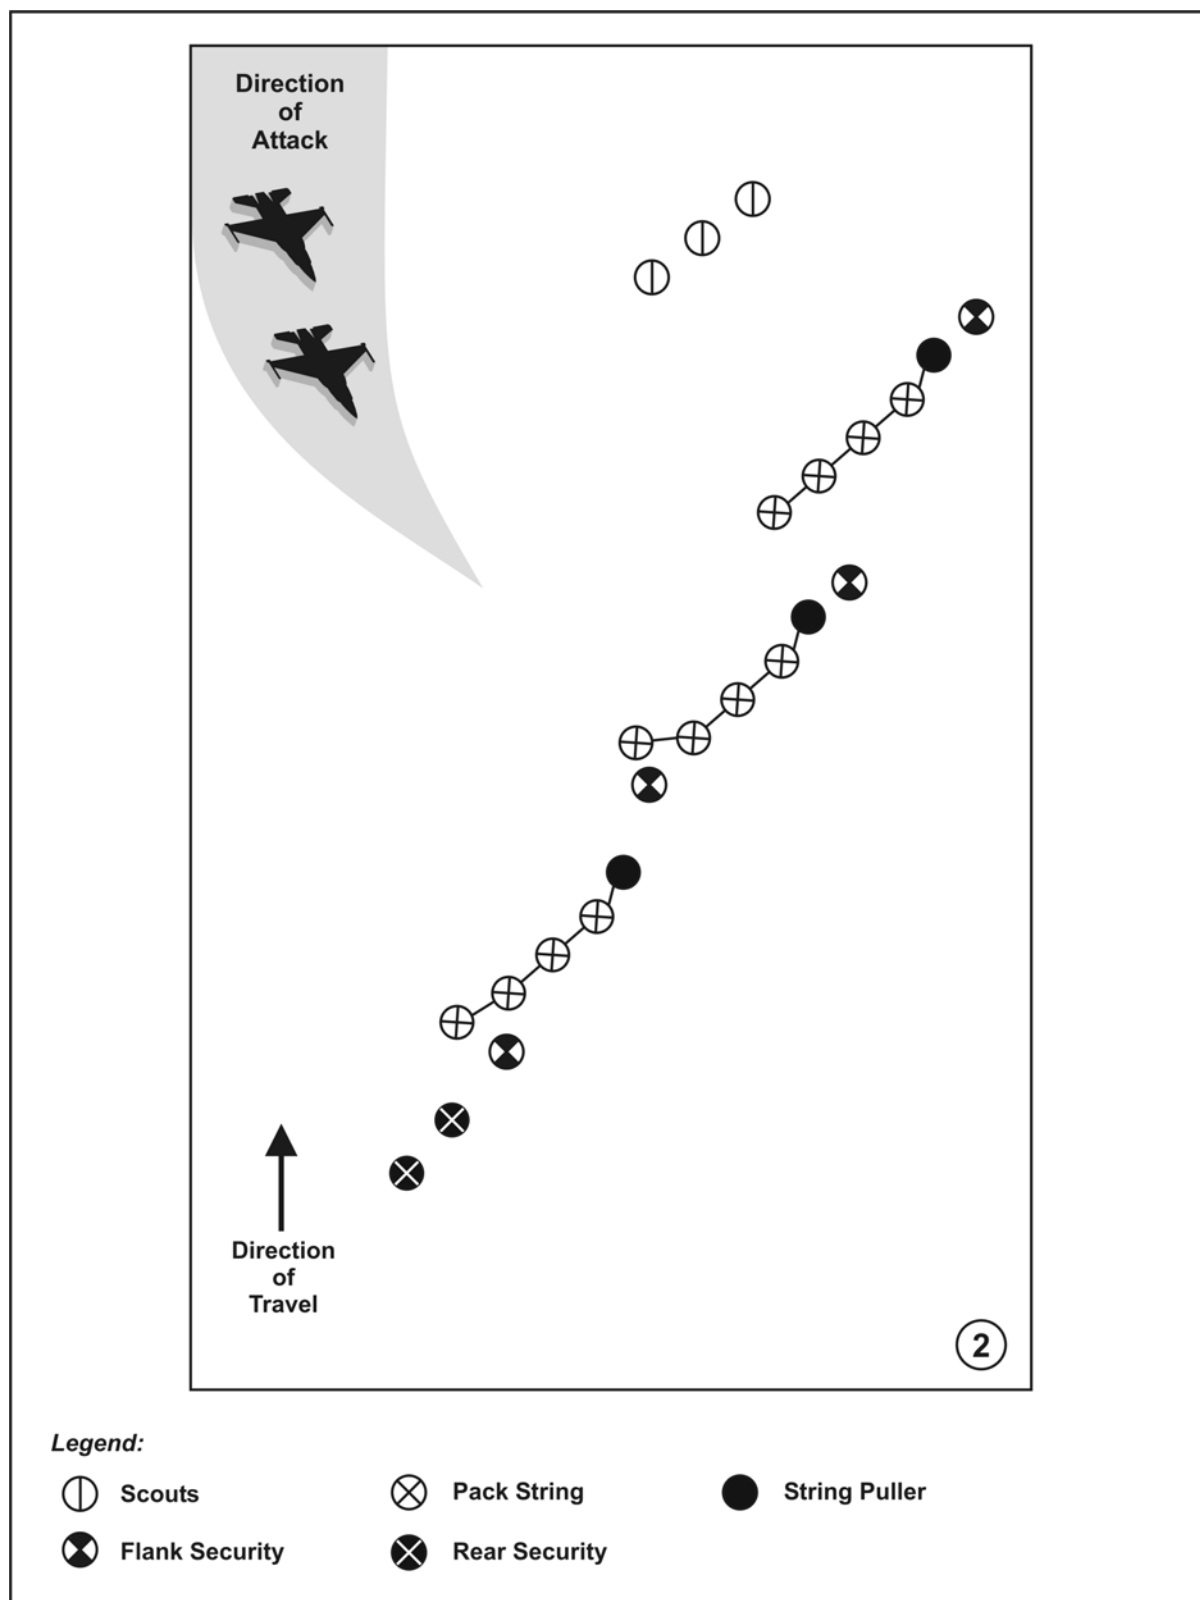 Direction
of
Attack
Direction
of
Travel
2
Legend:
Scouts
Pack String
String Puller
Flank Security
Rear Security